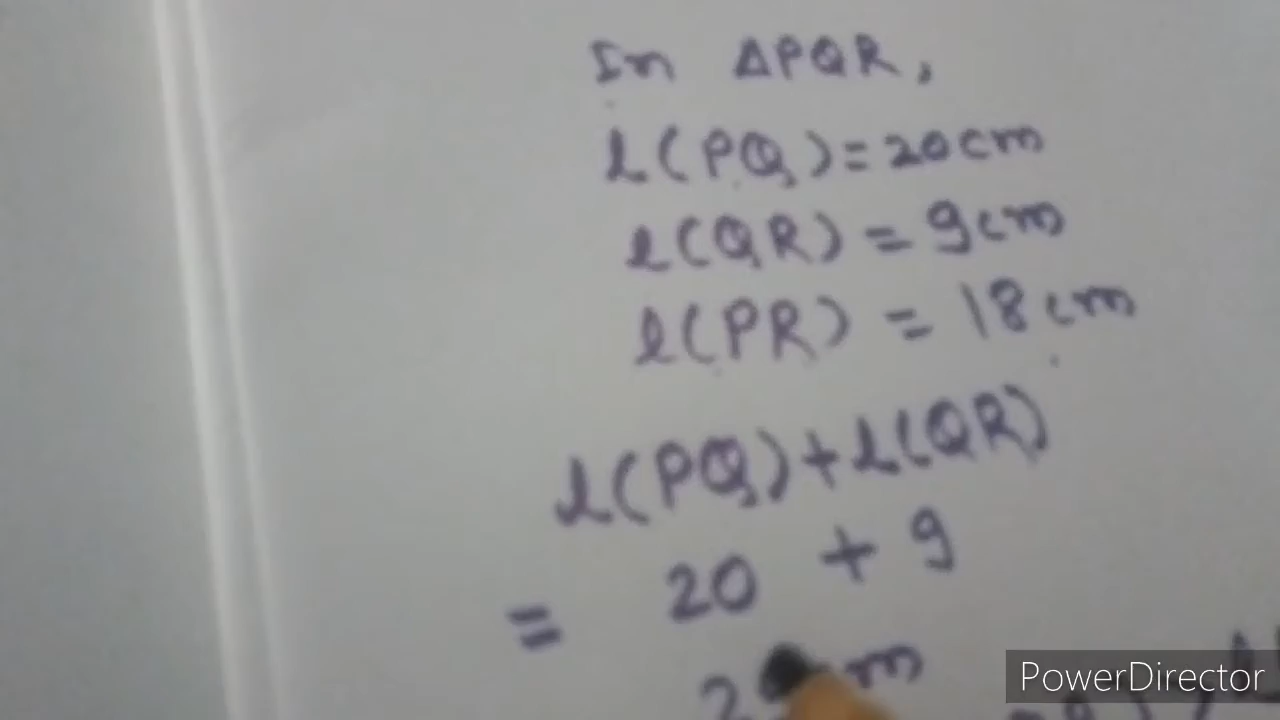 In ΔPQR,
l(PQ)=20cm
l(QR) = 9cm
l(PR) = 18cm
l(PQ)+l(QR)
= 20 + 9
PowerDirector